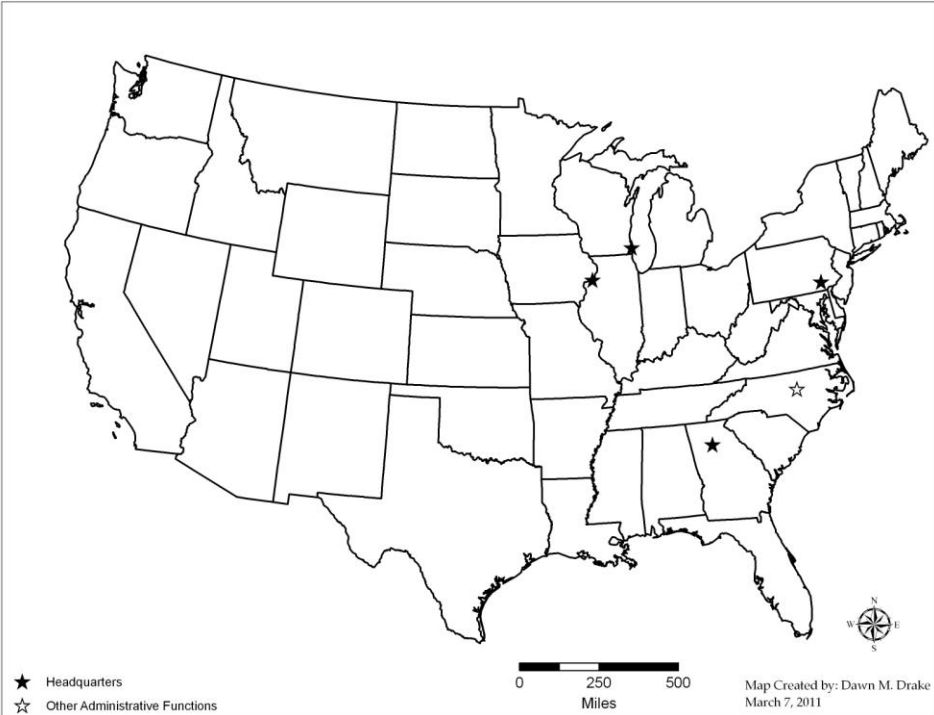 N
W E
S
Headquarters
Other Administrative Functions
0 250 500
Miles
Map Created by: Dawn M. Drake
March 7, 2011